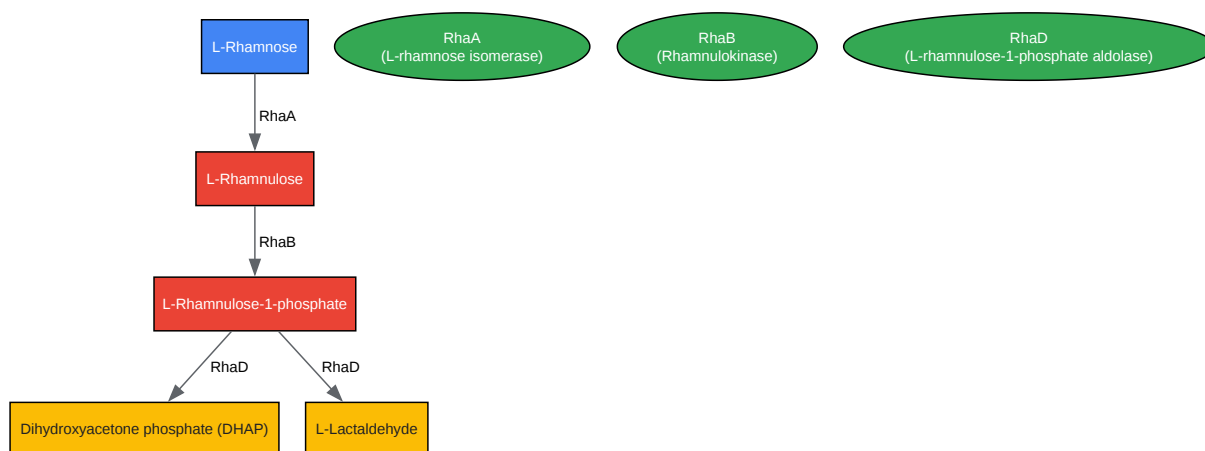 L-Rhamnose
RhaA
(L-rhamnose isomerase)
RhaB
(Rhamnulokinase)
RhaD
(L-rhamnulose-1-phosphate aldolase)
RhaA
L-Rhamnulose
RhaB
L-Rhamnulose-1-phosphate
RhaD
RhaD
Dihydroxyacetone phosphate (DHAP)
L-Lactaldehyde